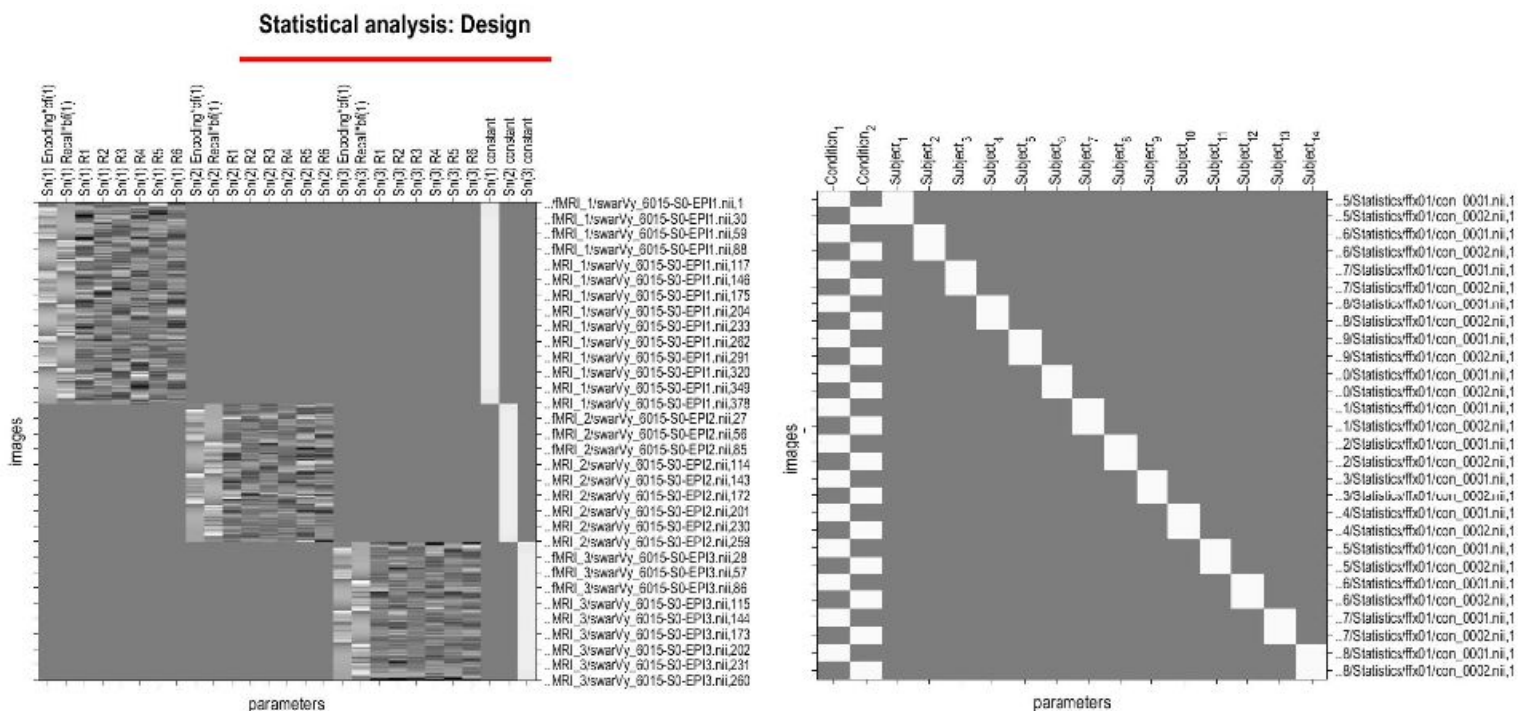 Statistical analysis: Design
Sn(1) Encoding*bf(1)
Sn(1) Recall*bf(1)
Sn(1) R1
Sn(1) R2
Sn(1) R3
Sn(1) R4
Sn(1) R5
Sn(1) R6
Sn(2) Encoding*bf(1)
Sn(2) Recall*bf(1)
Sn(2) R1
Sn(2) R2
Sn(2) R3
Sn(2) R4
Sn(2) R5
Sn(2) R6
Sn(3) Encoding*bf(1)
Sn(3) Recall*bf(1)
Sn(3) R1
Sn(3) R2
Sn(3) R3
Sn(3) R4
Sn(3) R5
Sn(3) R6
Sn(1) constant
Sn(2) constant
Sn(3) constant
images
..fMRI_1/swarVy_6015-S0-EPI1.nii,1
..fMRI_1/swarVy_6015-S0-EPI1.nii,30
..fMRI_1/swarVy_6015-S0-EPI1.nii,59
..fMRI_1/swarVy_6015-S0-EPI1.nii,88
..MRI_1/swarVy_6015-S0-EPI1.nii,117
..MRI_1/swarVy_6015-S0-EPI1.nii,146
..MRI_1/swarVy_6015-S0-EPI1.nii,175
..MRI_1/swarVy_6015-S0-EPI1.nii,204
..MRI_1/swarVy_6015-S0-EPI1.nii,233
..MRI_1/swarVy_6015-S0-EPI1.nii,262
..MRI_1/swarVy_6015-S0-EPI1.nii,291
..MRI_1/swarVy_6015-S0-EPI1.nii,320
..MRI_1/swarVy_6015-S0-EPI1.nii,349
..MRI_1/swarVy_6015-S0-EPI1.nii,378
..fMRI_2/swarVy_6015-S0-EPI2.nii,27
..fMRI_2/swarVy_6015-S0-EPI2.nii,56
..fMRI_2/swarVy_6015-S0-EPI2.nii,85
..MRI_2/swarVy_6015-S0-EPI2.nii,114
..MRI_2/swarVy_6015-S0-EPI2.nii,143
..MRI_2/swarVy_6015-S0-EPI2.nii,172
..MRI_2/swarVy_6015-S0-EPI2.nii,201
..MRI_2/swarVy_6015-S0-EPI2.nii,230
..MRI_2/swarVy_6015-S0-EPI2.nii,259
..fMRI_3/swarVy_6015-S0-EPI3.nii,28
..fMRI_3/swarVy_6015-S0-EPI3.nii,57
..fMRI_3/swarVy_6015-S0-EPI3.nii,86
..MRI_3/swarVy_6015-S0-EPI3.nii,115
..MRI_3/swarVy_6015-S0-EPI3.nii,144
..MRI_3/swarVy_6015-S0-EPI3.nii,173
..MRI_3/swarVy_6015-S0-EPI3.nii,202
..MRI_3/swarVy_6015-S0-EPI3.nii,231
..MRI_3/swarVy_6015-S0-EPI3.nii,260
parameters
Condition1
Condition2
Subject1
Subject2
Subject3
Subject4
Subject5
Subject6
Subject7
Subject8
Subject9
Subject10
Subject11
Subject12
Subject13
Subject14
images
..5/Statistics/ffx01/con_0001.nii,1
..5/Statistics/ffx01/con_0002.nii,1
..6/Statistics/ffx01/con_0001.nii,1
..6/Statistics/ffx01/con_0002.nii,1
..7/Statistics/ffx01/con_0001.nii,1
..7/Statistics/ffx01/con_0002.nii,1
..8/Statistics/ffx01/con_0001.nii,1
..8/Statistics/ffx01/con_0002.nii,1
..9/Statistics/ffx01/con_0001.nii,1
..9/Statistics/ffx01/con_0002.nii,1
..0/Statistics/ffx01/con_0001.nii,1
..0/Statistics/ffx01/con_0002.nii,1
..1/Statistics/ffx01/con_0001.nii,1
..1/Statistics/ffx01/con_0002.nii,1
..2/Statistics/ffx01/con_0001.nii,1
..2/Statistics/ffx01/con_0002.nii,1
..3/Statistics/ffx01/con_0001.nii,1
..3/Statistics/ffx01/con_0002.nii,1
..4/Statistics/ffx01/con_0001.nii,1
..4/Statistics/ffx01/con_0002.nii,1
..5/Statistics/ffx01/con_0001.nii,1
..5/Statistics/ffx01/con_0002.nii,1
..6/Statistics/ffx01/con_0001.nii,1
..6/Statistics/ffx01/con_0002.nii,1
..7/Statistics/ffx01/con_0001.nii,1
..7/Statistics/ffx01/con_0002.nii,1
..8/Statistics/ffx01/con_0001.nii,1
..8/Statistics/ffx01/con_0002.nii,1
parameters